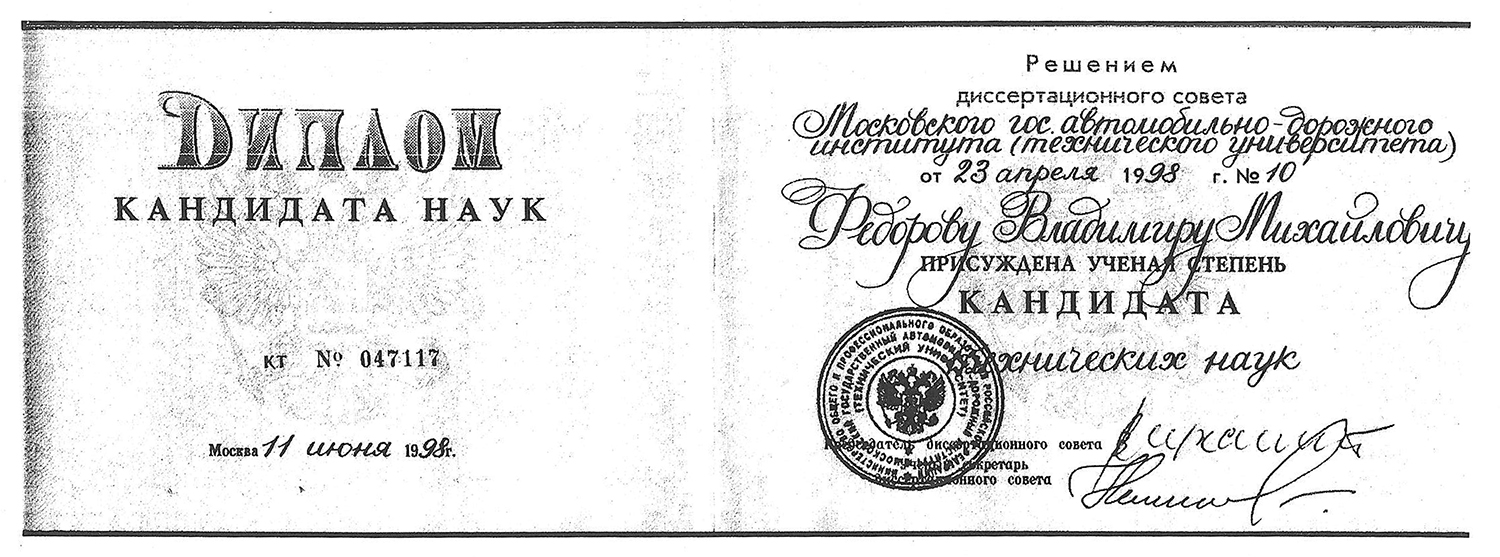 ДИПЛОМ
КАНДИДАТА НАУК
КТ № 047117
Москва 11 июня 1998г.
Решением
диссертационного совета
Московского гос. автомобильно-дорожного
института (технического университета)
от 23 апреля 1998 г. № 10
Федорову Владимиру Михайловичу
ПРИСУЖДЕНА УЧЕНАЯ СТЕПЕНЬ
КАНДИДАТА
технических наук
Председатель диссертационного совета
секретарь
диссертационного совета